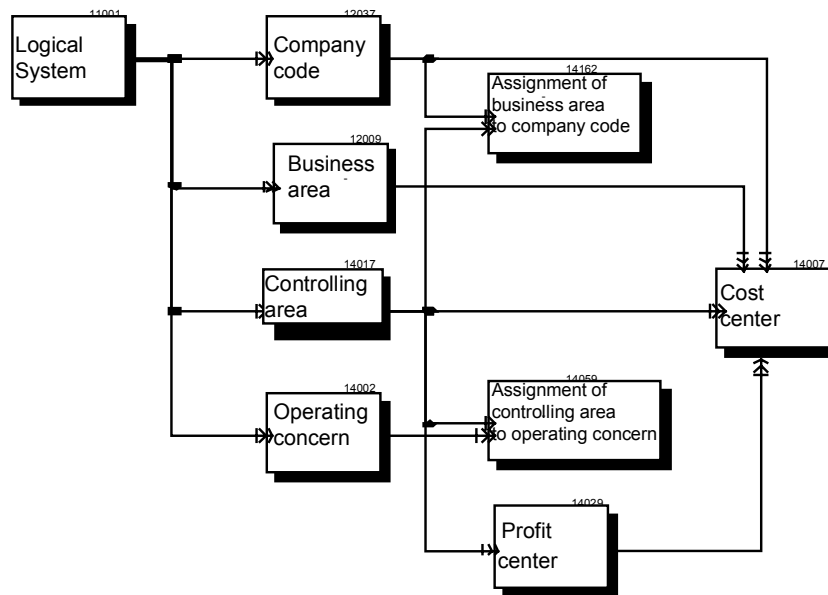 11001
Logical
System
12037
Company
code
14162
Assignment of
business area
to company code
12009
Business
area
14017
Controlling
area
14007
Cost
center
14002
Operating
concern
14059
Assignment of
controlling area
to operating concern
14029
Profit
center